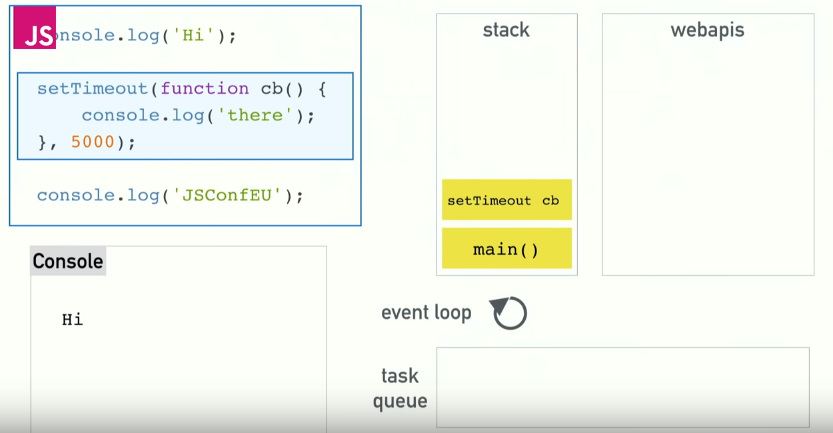 JS
onsole.log('Hi');
setTimeout(function cb() {
console.log('there');
}, 5000);
console.log('JSConfEU');
Console
Hi
stack
setTimeout cb
main()
webapis
event loop
task
queue